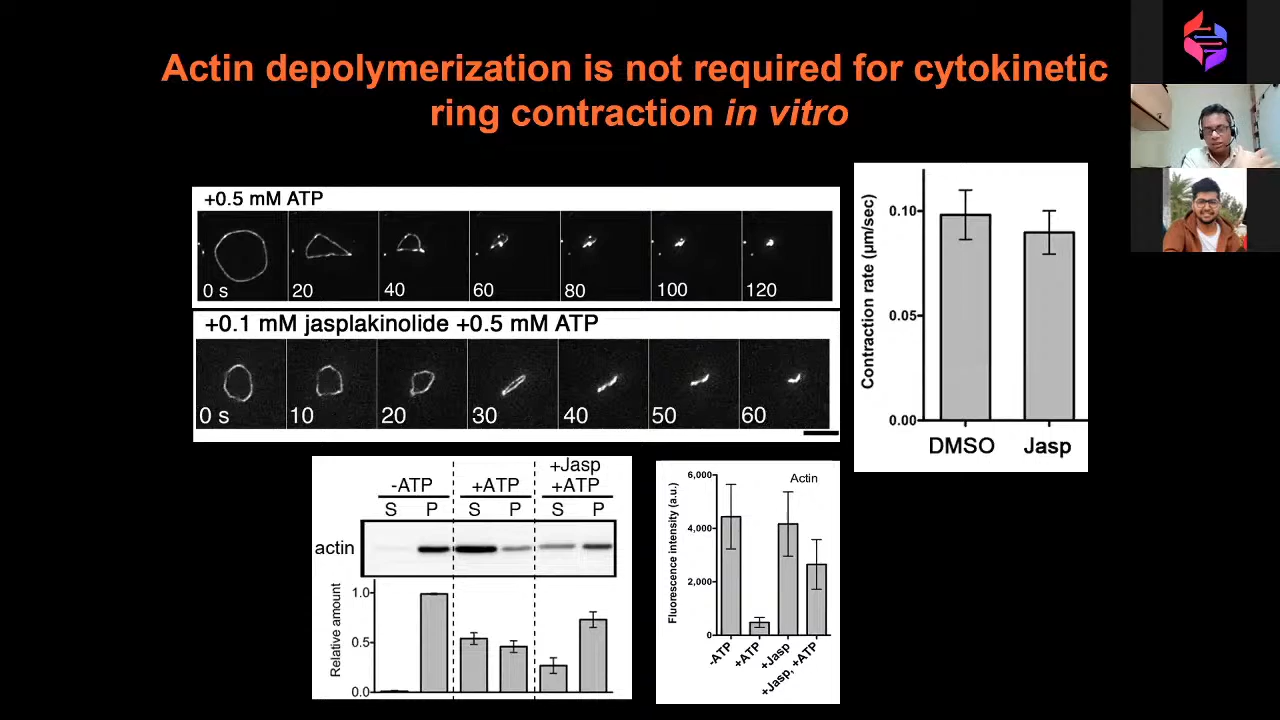 Actin depolymerization is not required for cytokinetic
ring contraction in vitro
+0.5 mM ATP
0 s 20 40 60 80 100 120
+0.1 mM jasplakinolide +0.5 mM ATP
0 s 10 20 30 40 50 60
Contraction rate (μm/sec)
0.10
0.05
0.00
DMSO Jasp
+Jasp
-ATP +ATP +ATP
S P S P S P
actin
Relative amount
1.0
0.5
0.0
Actin
Fluorescence intensity (a.u.)
6,000
4,000
2,000
0
-ATP +ATP +Jasp +Jasp, +ATP